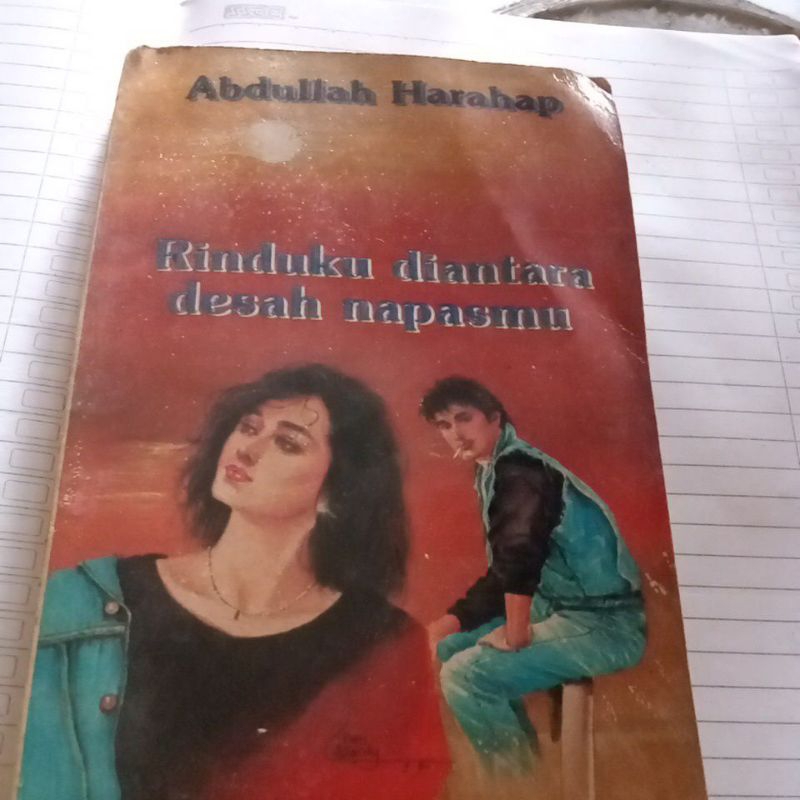 Abdullah Harahap
Rinduku diantara
desah napasmu